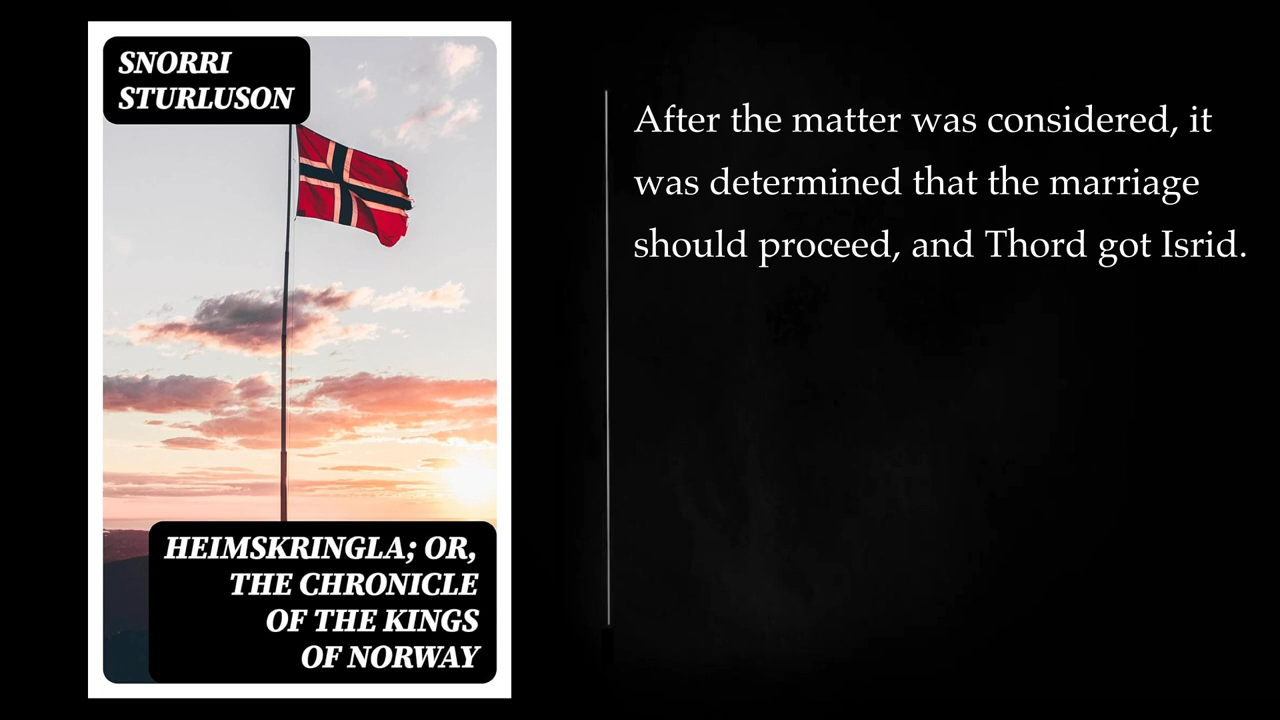 SNORRI
STURLUSON
HEIMSKRINGLA; OR,
THE CHRONICLE
OF THE KINGS
OF NORWAY
After the matter was considered, it
was determined that the marriage
should proceed, and Thord got Isrid.